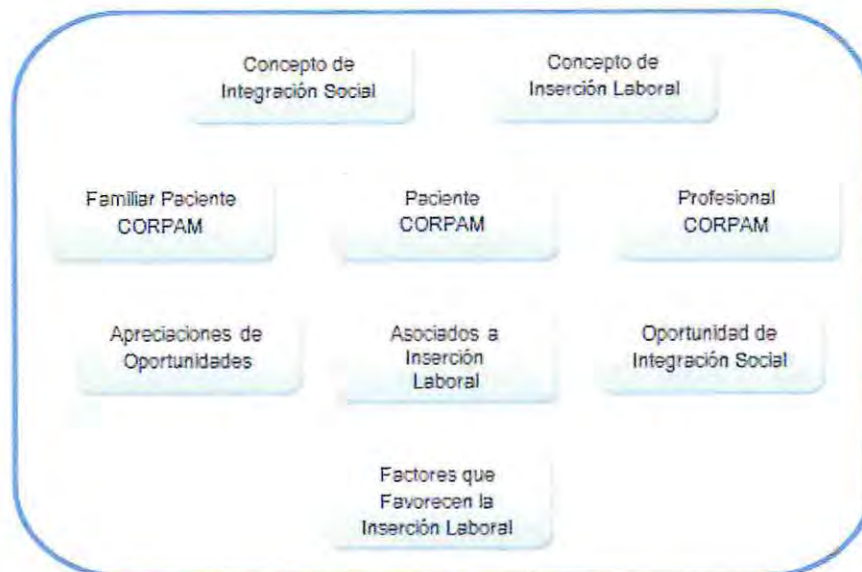 Concepto de
Integración Social
Concepto de
Inserción Laboral
Familiar Paciente
CORPAM
Paciente
CORPAM
Profesional
CORPAM
Apreciaciones de
Oportunidades
Asociados a
Inserción
Laboral
Oportunidad de
Integración Social
Factores que
Favorecen la
Inserción Laboral